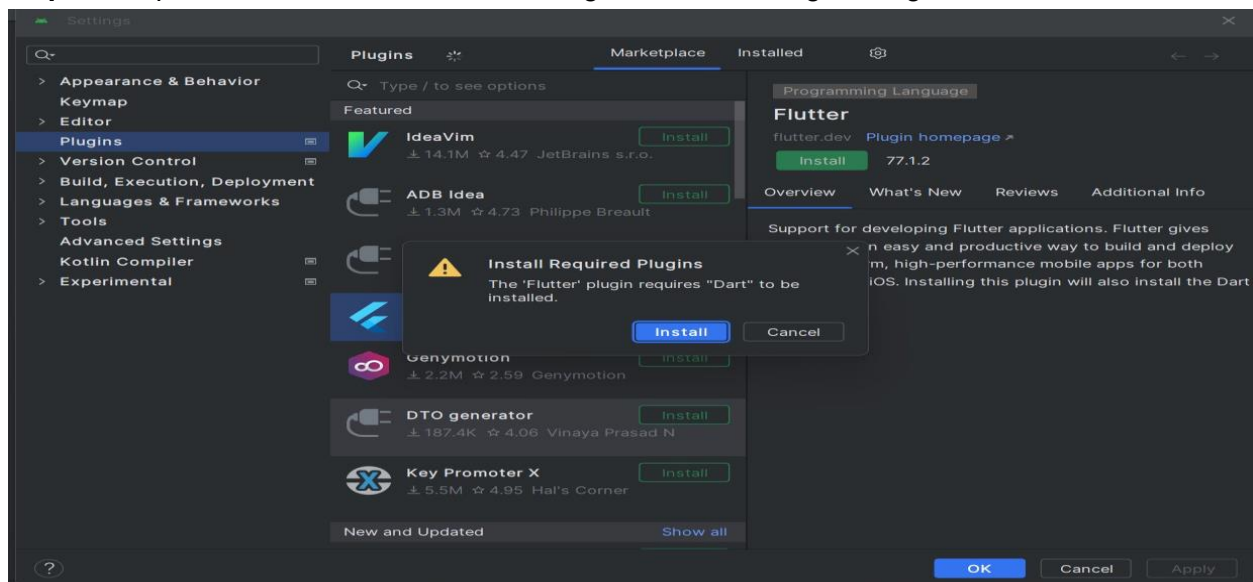 Settings
Plugins
Marketplace
Installed
Appearance & Behavior
Keymap
Editor
Plugins
Version Control
Build, Execution, Deployment
Languages & Frameworks
Tools
Advanced Settings
Kotlin Compiler
Experimental
Type / to see options
Featured
IdeaVim
Install
14.1M ☆ 4.47 JetBrains s.r.o.
ADB Idea
Install
1.3M ☆ 4.73 Philippe Breault
Genymotion
Install
2.2M ☆ 2.59 Genymotion
DTO generator
Install
187.4K ☆ 4.06 Vinaya Prasad N
Key Promoter X
Install
5.5M ☆ 4.95 Hal's Corner
New and Updated
Show all
Install Required Plugins
The 'Flutter' plugin requires "Dart" to be
installed.
Install
Cancel
Programming Language
Flutter
flutter.dev Plugin homepage ↗
Install 77.1.2
Overview What's New Reviews Additional Info
Support for developing Flutter applications. Flutter gives
n easy and productive way to build and deploy
m, high-performance mobile apps for both
iOS. Installing this plugin will also install the Dart
?
OK
Cancel
Apply